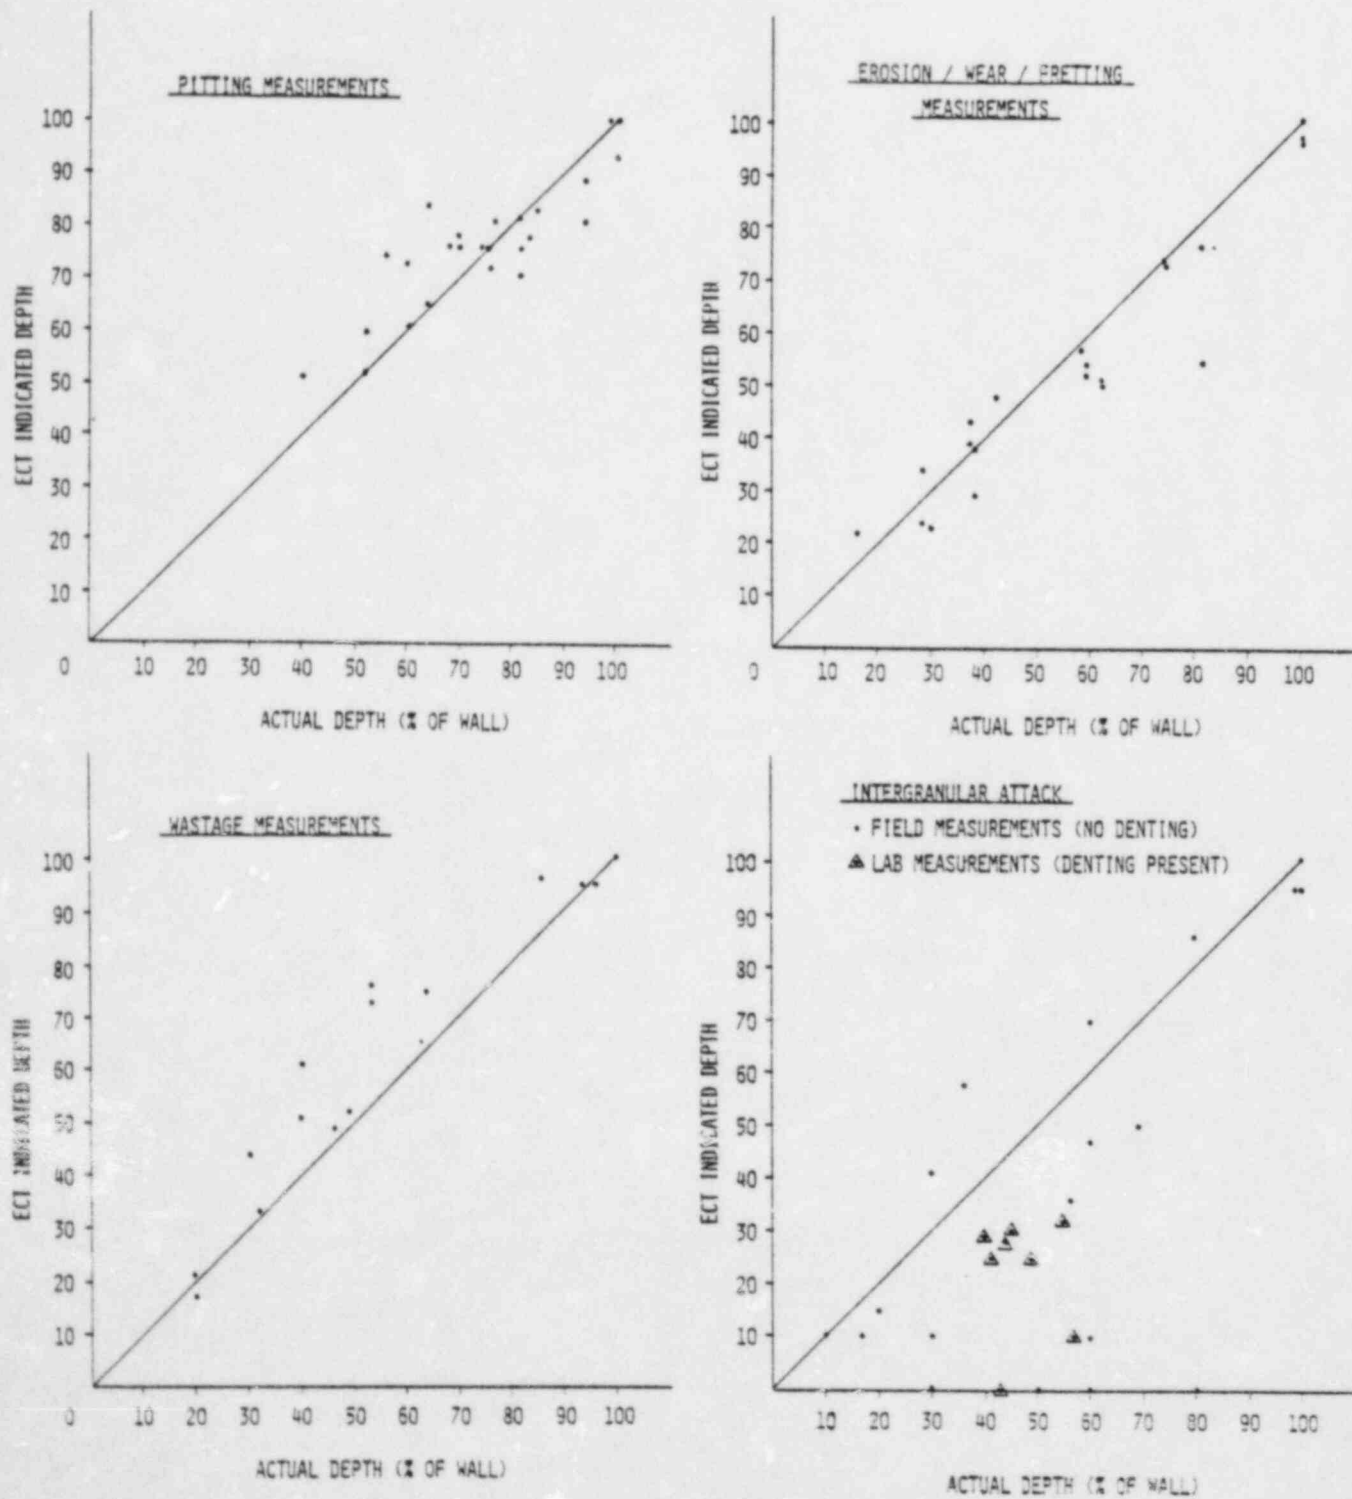 PITTING MEASUREMENTS
100
90
80
70
60
50
40
30
20
10
0 10 20 30 40 50 60 70 80 90 100
ECT INDICATED DEPTH
ACTUAL DEPTH (% OF WALL)
EROSION / WEAR / FRETTING
MEASUREMENTS
100
90
80
70
60
50
40
30
20
10
0 10 20 30 40 50 60 70 80 90 100
ECT INDICATED DEPTH
ACTUAL DEPTH (% OF WALL)
WASTAGE MEASUREMENTS
100
90
80
70
60
50
40
30
20
10
0 10 20 30 40 50 60 70 80 90 100
ECT INDICATED DEPTH
ACTUAL DEPTH (% OF WALL)
INTERGRANULAR ATTACK
• FIELD MEASUREMENTS (NO DENTING)
▲ LAB MEASUREMENTS (DENTING PRESENT)
100
90
80
70
60
50
40
30
20
10
10 20 30 40 50 60 70 80 90 100
ECT INDICATED DEPTH
ACTUAL DEPTH (% OF WALL)